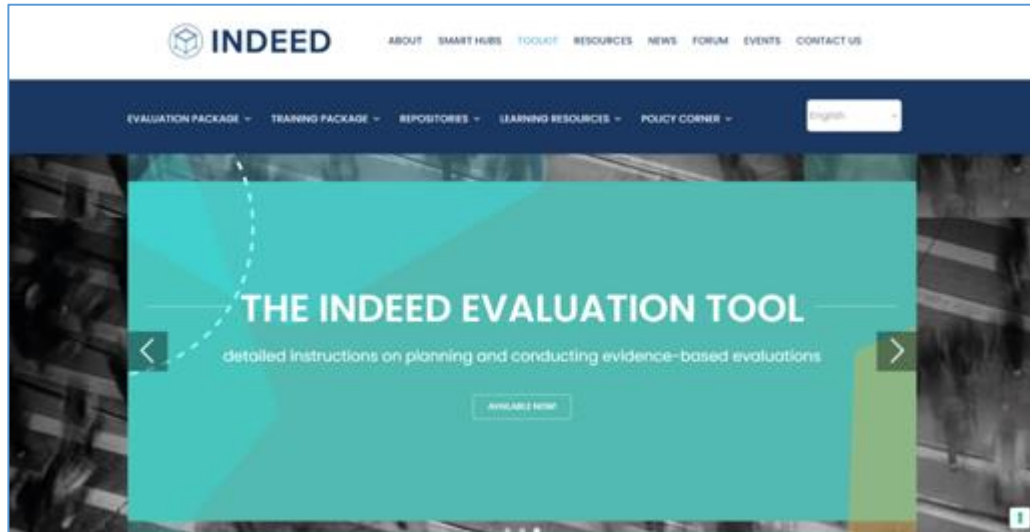 INDEED
ABOUT SMART HUBS TOOLKIT RESOURCES NEWS FORUM EVENTS CONTACT US
EVALUATION PACKAGE TRAINING PACKAGE REPOSITORIES LEARNING RESOURCES POLICY CORNER English
THE INDEED EVALUATION TOOL
detailed instructions on planning and conducting evidence-based evaluations
AVAILABLE NOW!